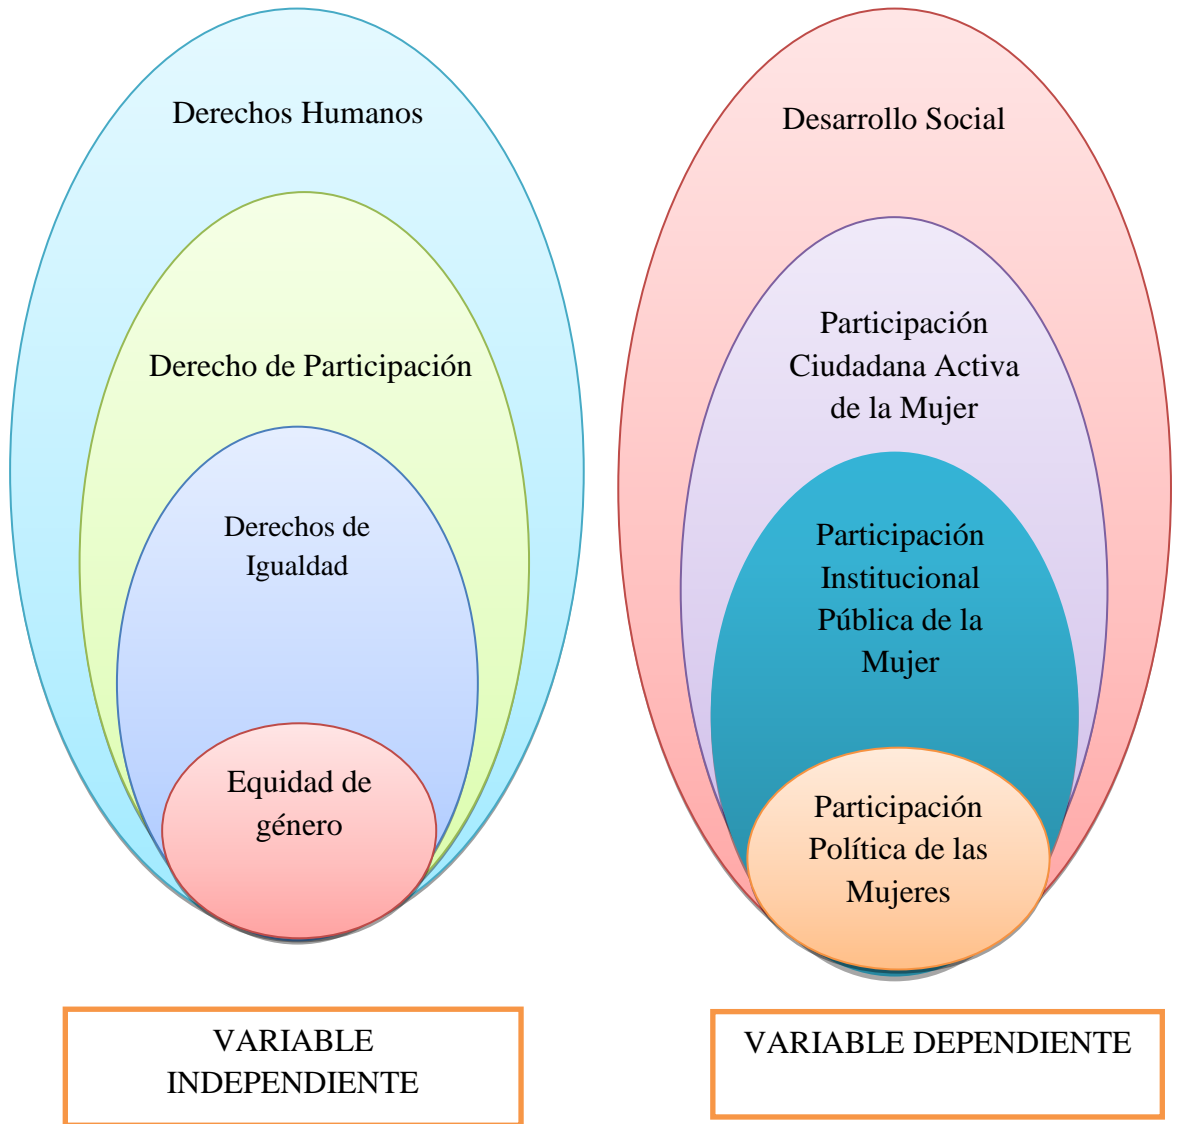 Derechos Humanos
Derecho de Participación
Derechos de
Igualdad
Equidad de
género
VARIABLE
INDEPENDIENTE
Desarrollo Social
Participación
Ciudadana Activa
de la Mujer
Participación
Institucional
Pública de la
Mujer
Participación
Política de las
Mujeres
VARIABLE DEPENDIENTE